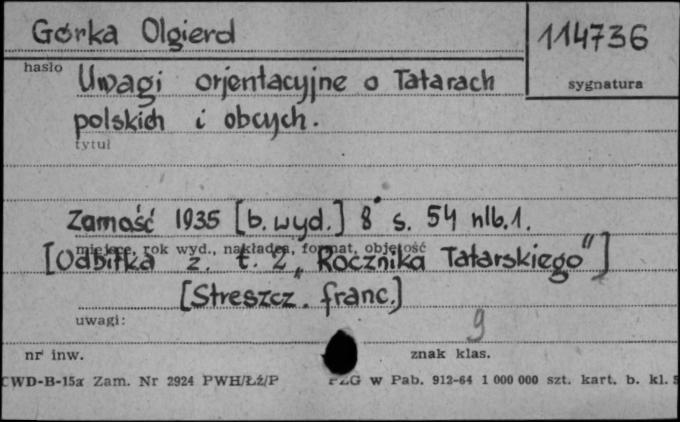 Górka Olgierd
114736
hasło
sygnatura
Uwagi orjentacyjne o Tatarach
polskich i obcych.
tytuł
Zamość 1935 [b. wyd.] 8° s. 54 nlb.1.
miejsce, rok wyd., nakładca, format, objętość
[Odbitka z. t. 2 „Rocznika Tatarskiego"]
[Streszcz. franc.]
uwagi:
9
nr inw.
znak klas.
CWD-B-15a Zam. Nr 2924 PWH/Łź/P PZG w Pab. 912-64 1 000 000 szt. kart. b. kl. 5